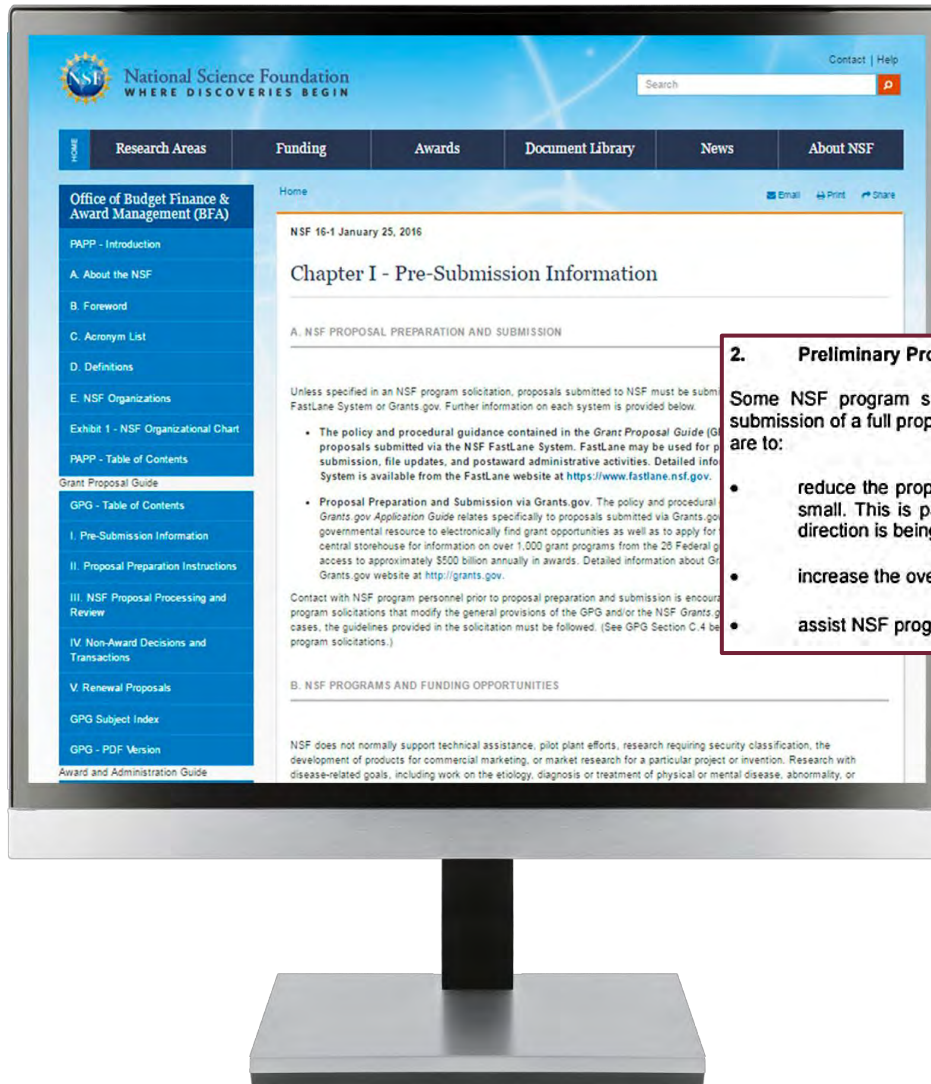 NSF
National Science Foundation
WHERE DISCOVERIES BEGIN
Contact | Help
Search
HOME
Research Areas
Funding
Awards
Document Library
News
About NSF
Office of Budget Finance &
Award Management (BFA)
PAPP - Introduction
A. About the NSF
B. Foreword
C. Acronym List
D. Definitions
E. NSF Organizations
Exhibit 1 - NSF Organizational Chart
PAPP - Table of Contents
Grant Proposal Guide
GPG - Table of Contents
I. Pre-Submission Information
II. Proposal Preparation Instructions
III. NSF Proposal Processing and
Review
IV. Non-Award Decisions and
Transactions
V. Renewal Proposals
GPG Subject Index
GPG - PDF Version
Award and Administration Guide
Home
Email Print Share
NSF 16-1 January 25, 2016
Chapter I - Pre-Submission Information
A. NSF PROPOSAL PREPARATION AND SUBMISSION
Unless specified in an NSF program solicitation, proposals submitted to NSF must be submi
FastLane System or Grants.gov. Further information on each system is provided below.
• The policy and procedural guidance contained in the Grant Proposal Guide (G
proposals submitted via the NSF FastLane System. FastLane may be used for p
submission, file updates, and postaward administrative activities. Detailed info
System is available from the FastLane website at https://www.fastlane.nsf.gov.
• Proposal Preparation and Submission via Grants.gov. The policy and procedural
Grants.gov Application Guide relates specifically to proposals submitted via Grants.go
governmental resource to electronically find grant opportunities as well as to apply for
central storehouse for information on over 1,000 grant programs from the 26 Federal g
access to approximately $500 billion annually in awards. Detailed information about Gr
Grants.gov website at http://grants.gov.
Contact with NSF program personnel prior to proposal preparation and submission is encoura
program solicitations that modify the general provisions of the GPG and/or the NSF Grants.g
cases, the guidelines provided in the solicitation must be followed. (See GPG Section C.4 be
program solicitations.)
B. NSF PROGRAMS AND FUNDING OPPORTUNITIES
NSF does not normally support technical assistance, pilot plant efforts, research requiring security classification, the
development of products for commercial marketing, or market research for a particular project or invention. Research with
disease-related goals, including work on the etiology, diagnosis or treatment of physical or mental disease, abnormality, or
2. Preliminary Pro
Some NSF program s
submission of a full prop
are to:
• reduce the prop
small. This is pa
direction is being
• increase the ove
• assist NSF prog